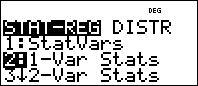 DEG
STAT-REG DISTR
1:StatVars
2:1-Var Stats
3↓2-Var Stats